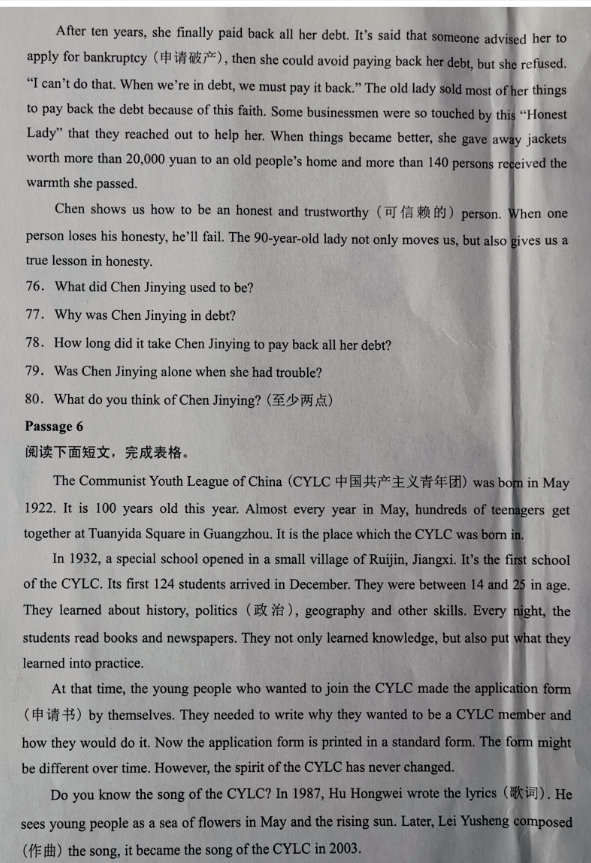 After ten years, she finally paid back all her debt. It's said that someone advised her to
apply for bankruptcy (申请破产), then she could avoid paying back her debt, but she refused.
"I can't do that. When we're in debt, we must pay it back." The old lady sold most of her things
to pay back the debt because of this faith. Some businessmen were so touched by this "Honest
Lady" that they reached out to help her. When things became better, she gave away jackets
worth more than 20,000 yuan to an old people's home and more than 140 persons received the
warmth she passed.
Chen shows us how to be an honest and trustworthy (可信赖的) person. When one
person loses his honesty, he'll fail. The 90-year-old lady not only moves us, but also gives us a
true lesson in honesty.
76. What did Chen Jinying used to be?
77. Why was Chen Jinying in debt?
78. How long did it take Chen Jinying to pay back all her debt?
79. Was Chen Jinying alone when she had trouble?
80. What do you think of Chen Jinying? (至少两点)
Passage 6
阅读下面短文，完成表格。
The Communist Youth League of China (CYLC 中国共产主义青年团) was born in May
1922. It is 100 years old this year. Almost every year in May, hundreds of teenagers get
together at Tuanyida Square in Guangzhou. It is the place which the CYLC was born in.
In 1932, a special school opened in a small village of Ruijin, Jiangxi. It's the first school
of the CYLC. Its first 124 students arrived in December. They were between 14 and 25 in age.
They learned about history, politics (政治), geography and other skills. Every night, the
students read books and newspapers. They not only learned knowledge, but also put what they
learned into practice.
At that time, the young people who wanted to join the CYLC made the application form
(申请书) by themselves. They needed to write why they wanted to be a CYLC member and
how they would do it. Now the application form is printed in a standard form. The form might
be different over time. However, the spirit of the CYLC has never changed.
Do you know the song of the CYLC? In 1987, Hu Hongwei wrote the lyrics (歌词). He
sees young people as a sea of flowers in May and the rising sun. Later, Lei Yusheng composed
(作曲) the song, it became the song of the CYLC in 2003.